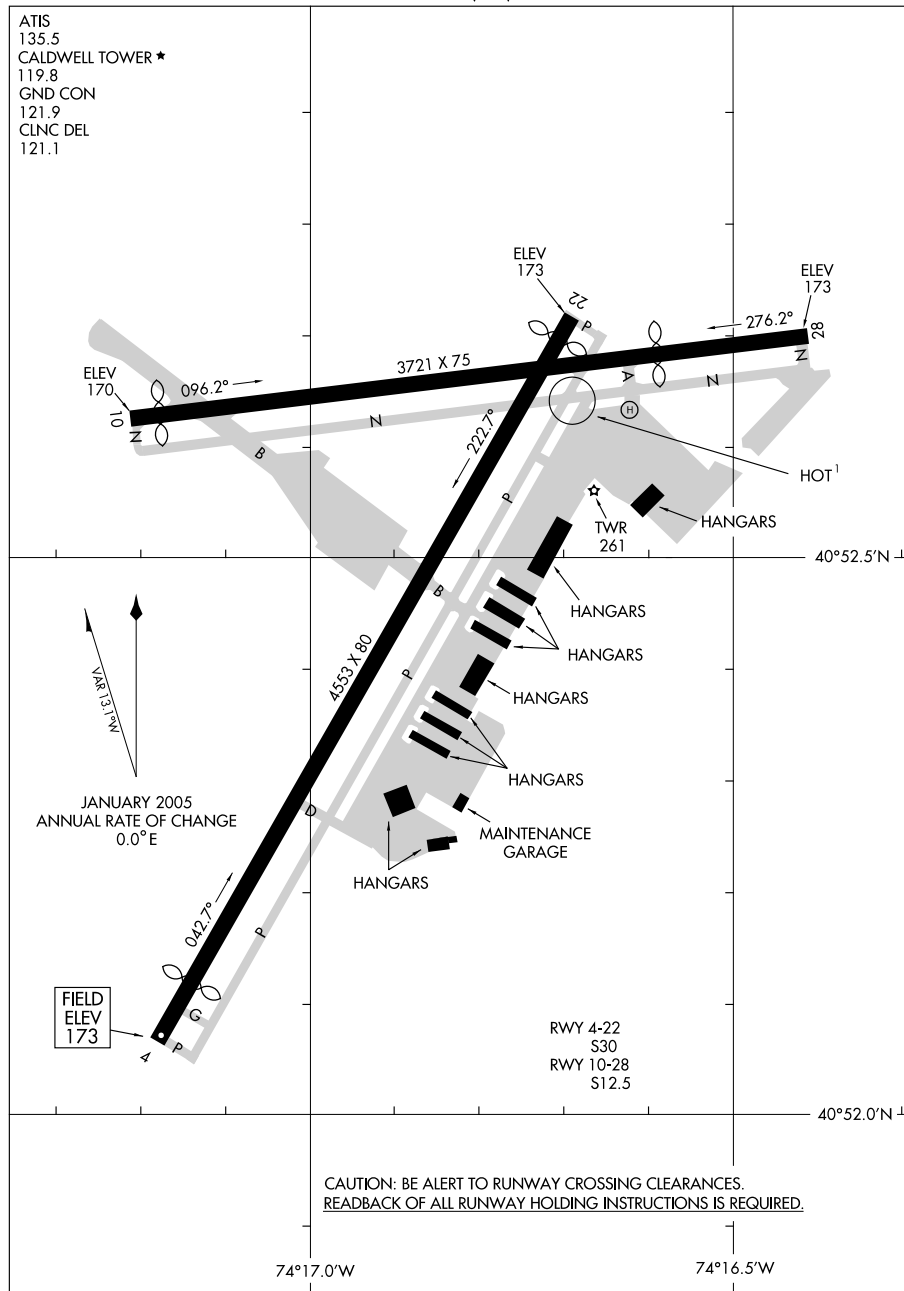 ATIS
135.5
CALDWELL TOWER ★
119.8
GND CON
121.9
CLNC DEL
121.1
ELEV
173
22
P
ELEV
173
276.2°
28
N
3721 X 75
A
N
ELEV
170
096.2°
10
N
N
H
222.7°
B
HOT 1
P
TWR
261
HANGARS
40°52.5'N
B
HANGARS
HANGARS
4553 X 80
P
HANGARS
VAR 13.1°W
HANGARS
JANUARY 2005
ANNUAL RATE OF CHANGE
0.0° E
D
MAINTENANCE
GARAGE
HANGARS
042.7°
P
FIELD
ELEV
173
G
4
P
RWY 4-22
S30
RWY 10-28
S12.5
40°52.0'N
CAUTION: BE ALERT TO RUNWAY CROSSING CLEARANCES.
READBACK OF ALL RUNWAY HOLDING INSTRUCTIONS IS REQUIRED.
74°17.0'W
74°16.5'W